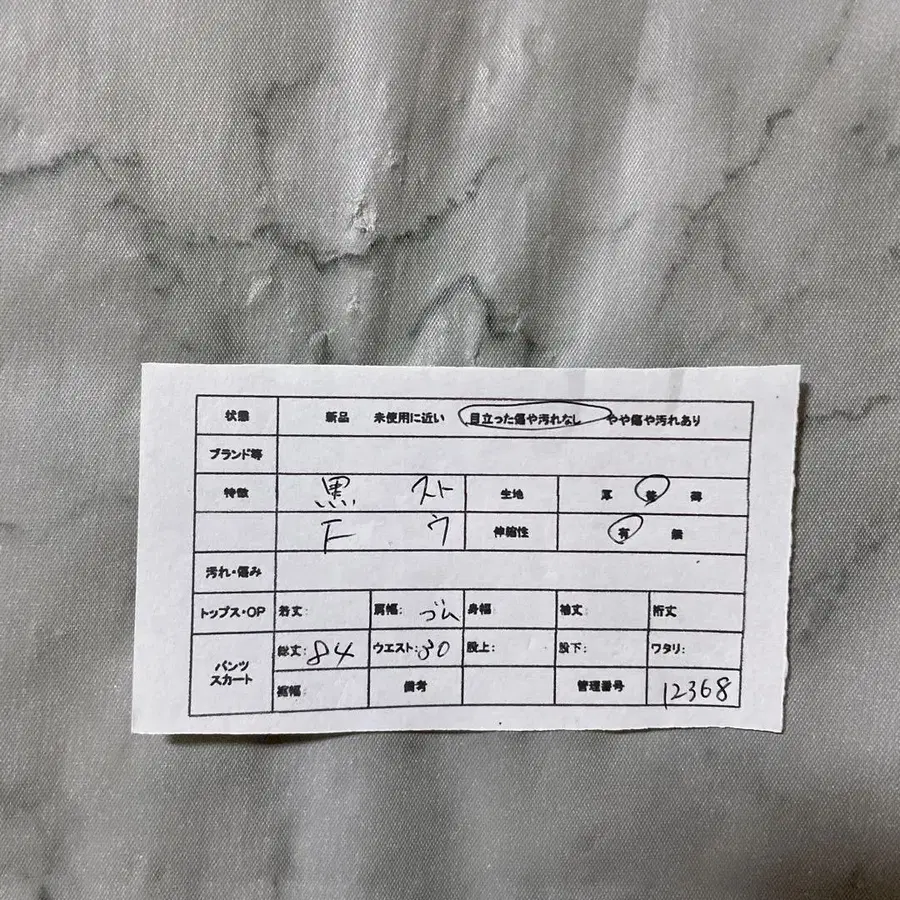 状態 新品 未使用に近い 目立った傷や汚れなし やや傷や汚れあり
ブランド等
特徴 黒 スト 生地 厚 普 薄
F ウ 伸縮性 有 無
汚れ・傷み
トップス・OP 着丈: 肩幅: ゴム 身幅 袖丈: 裄丈
パンツ スカート 総丈: 84 ウエスト: 30 股上: 股下: ワタリ:
裾幅: 備考 管理番号 12368